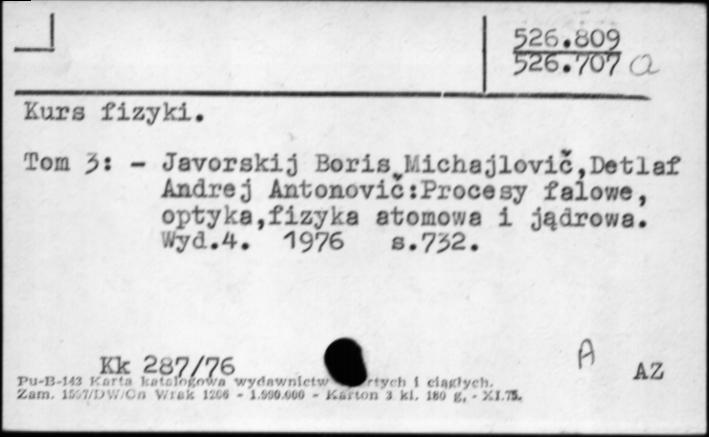 526.809
526.707 a
Kurs fizyki.
Tom 3: - Javorskij Boris Michajlovič,Detlaf
Andrej Antonovič:Procesy falowe,
optyka,fizyka atomowa i jądrowa.
Wyd.4. 1976 s.732.
Kk 287/76
A
AZ
Pu-B-143 Karta katalogowa wydawnictw i ciągłych.
Zam. Wrak 1206 - 1.990.000 - Karton 3 kl. 180 g. - XI.75.